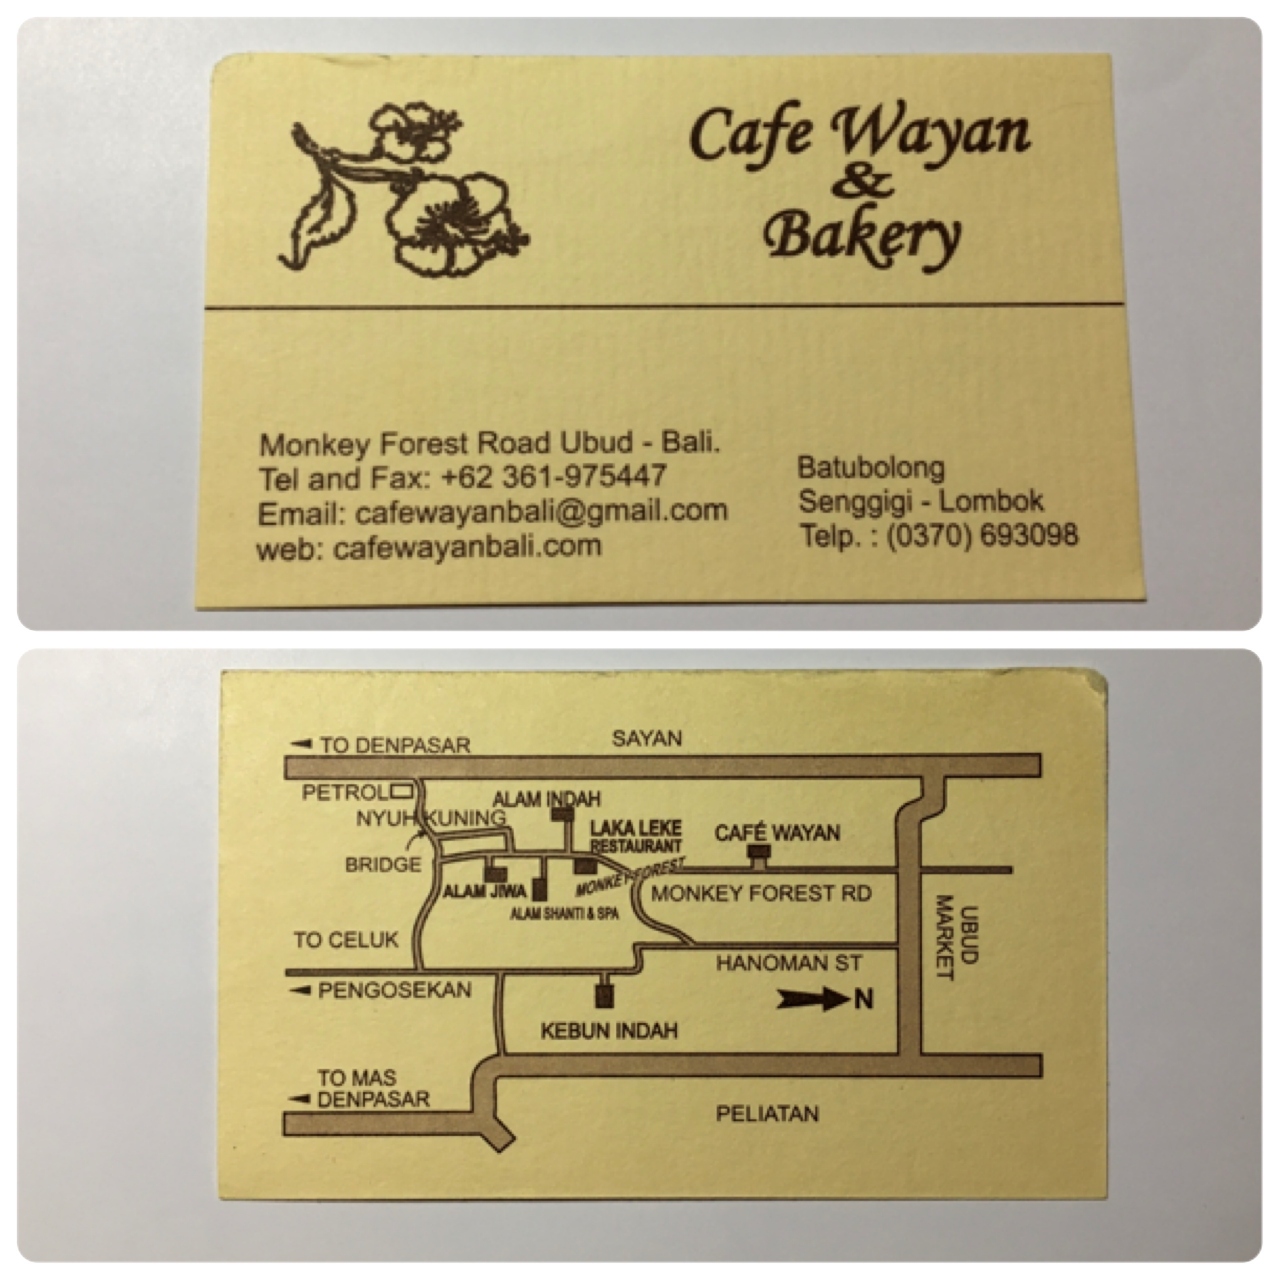 Cafe Wayan
&
Bakery
Monkey Forest Road Ubud - Bali.
Tel and Fax: +62 361-975447
Email: cafewayanbali@gmail.com
web: cafewayanbali.com
Batubolong
Senggigi - Lombok
Telp. : (0370) 693098
TO DENPASAR
SAYAN
PETROL
NYUH KUNING
ALAM INDAH
LAKA LEKE
RESTAURANT
CAFÉ WAYAN
BRIDGE
ALAM JIWA
MONKEY FOREST
MONKEY FOREST RD
ALAM SHANTI & SPA
UBUD
MARKET
TO CELUK
HANOMAN ST
PENGOSEKAN
N
KEBUN INDAH
TO MAS
DENPASAR
PELIATAN